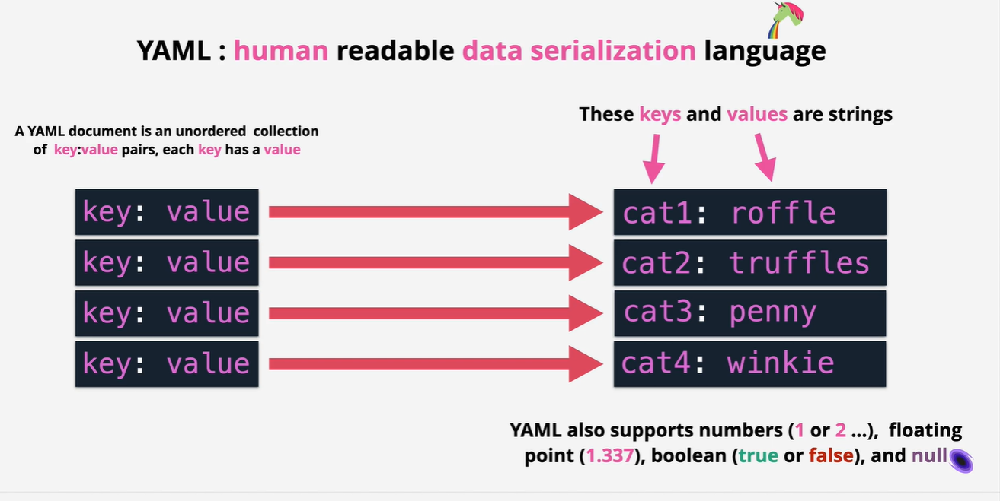 YAML : human readable data serialization language
A YAML document is an unordered collection
of key:value pairs, each key has a value
These keys and values are strings
key: value
key: value
key: value
key: value
cat1: roffle
cat2: truffles
cat3: penny
cat4: winkie
YAML also supports numbers (1 or 2 ...), floating
point (1.337), boolean (true or false), and null